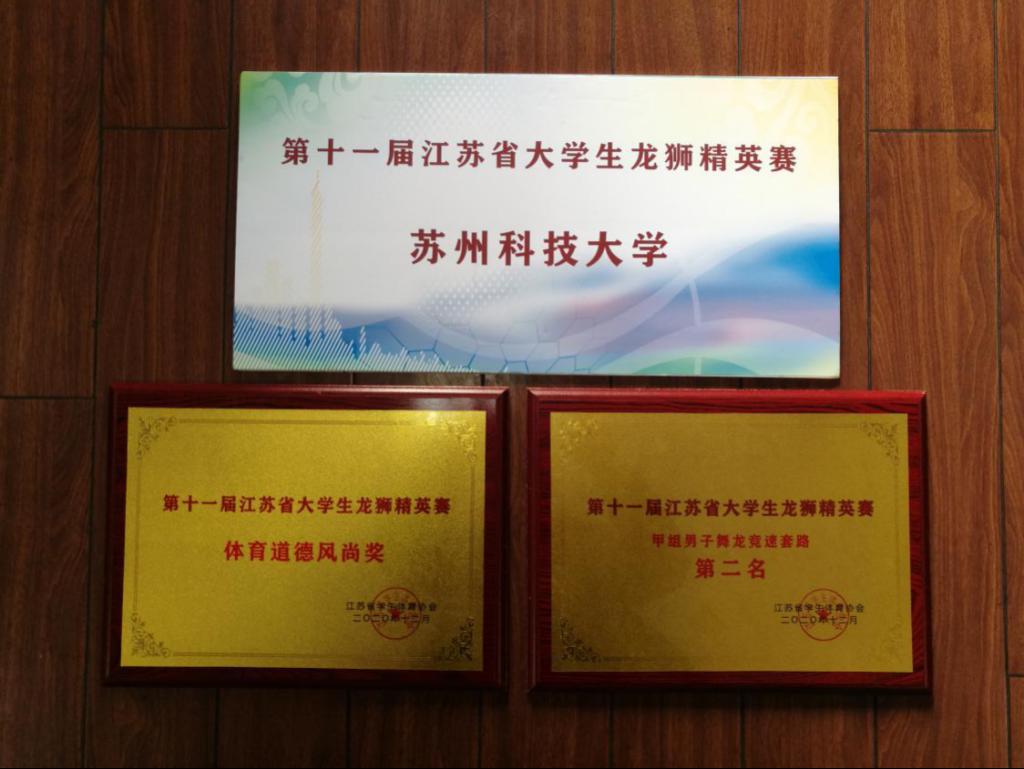 第十一届江苏省大学生龙狮精英赛
苏州科技大学
第十一届江苏省大学生龙狮精英赛
体育道德风尚奖
江苏省学生体育协会
二〇二〇年十二月
第十一届江苏省大学生龙狮精英赛
甲组男子舞龙竞速套路
第二名
江苏省学生体育协会
二〇二〇年十二月